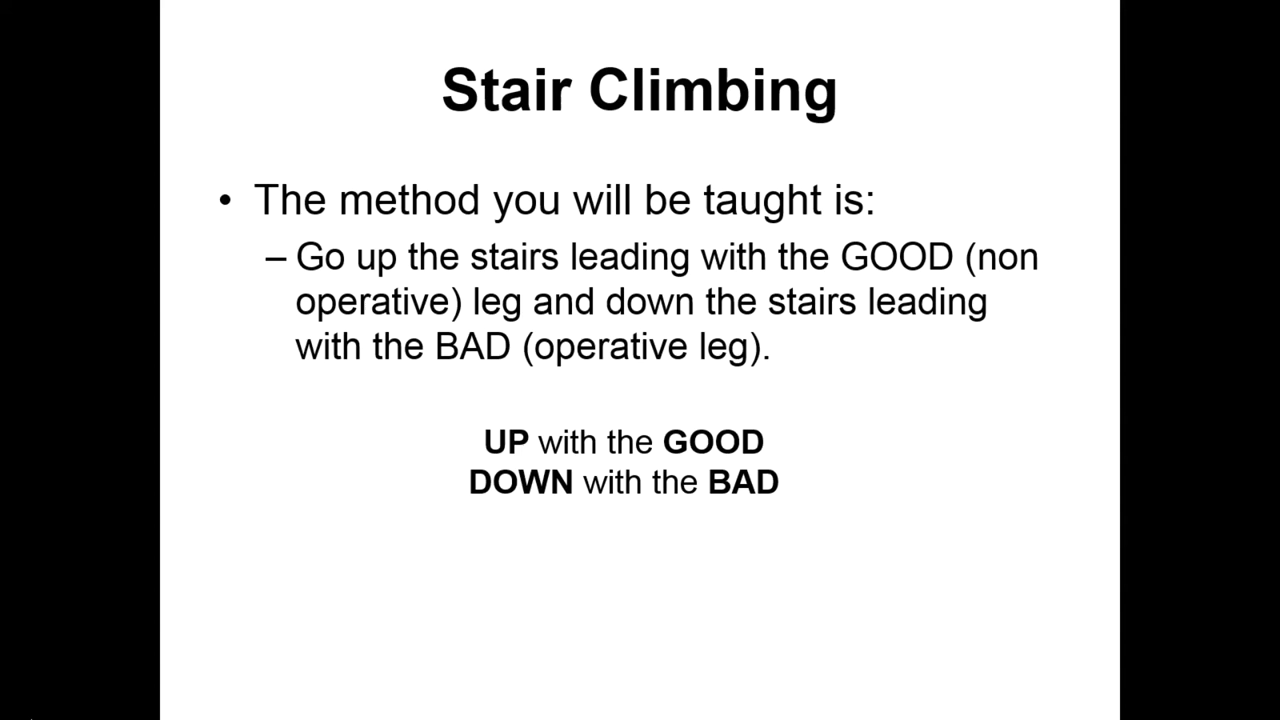 Stair Climbing
• The method you will be taught is:
– Go up the stairs leading with the GOOD (non
operative) leg and down the stairs leading
with the BAD (operative leg).
UP with the GOOD
DOWN with the BAD